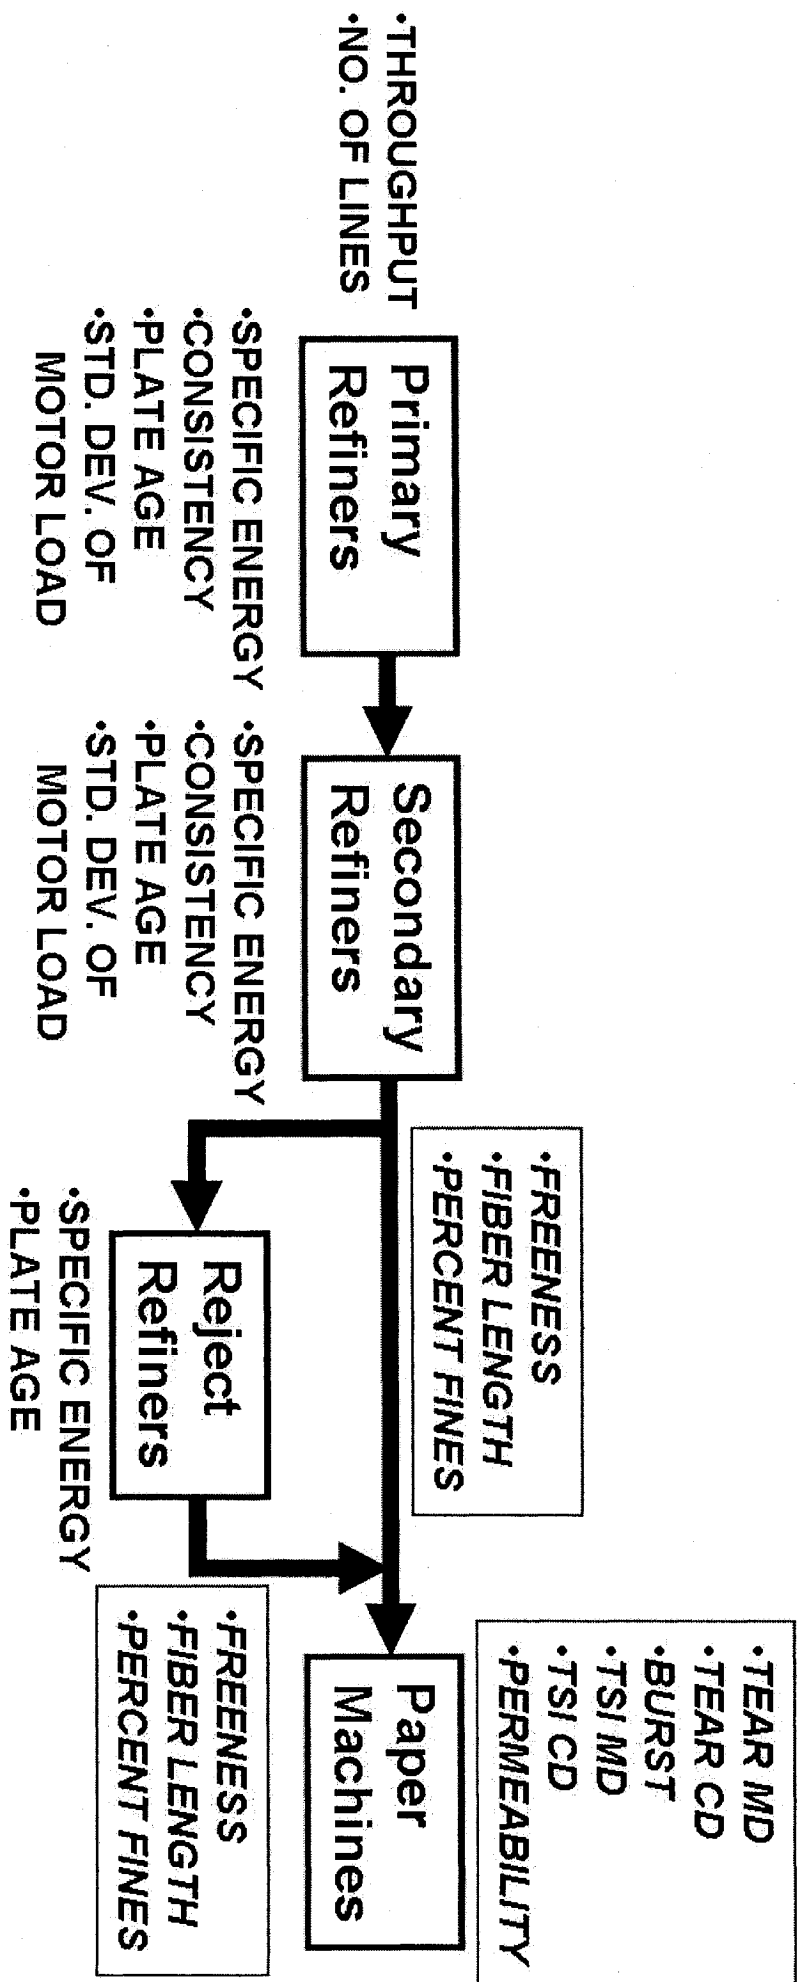 •THROUGHPUT
•NO. OF LINES
Primary
Refiners
•SPECIFIC ENERGY
•CONSISTENCY
•PLATE AGE
•STD. DEV. OF
MOTOR LOAD
Secondary
Refiners
•SPECIFIC ENERGY
•CONSISTENCY
•PLATE AGE
•STD. DEV. OF
MOTOR LOAD
•FREENESS
•FIBER LENGTH
•PERCENT FINES
Reject
Refiners
•SPECIFIC ENERGY
•PLATE AGE
•FREENESS
•FIBER LENGTH
•PERCENT FINES
Paper
Machines
•TEAR MD
•TEAR CD
•BURST
•TSI MD
•TSI CD
•PERMEABILITY